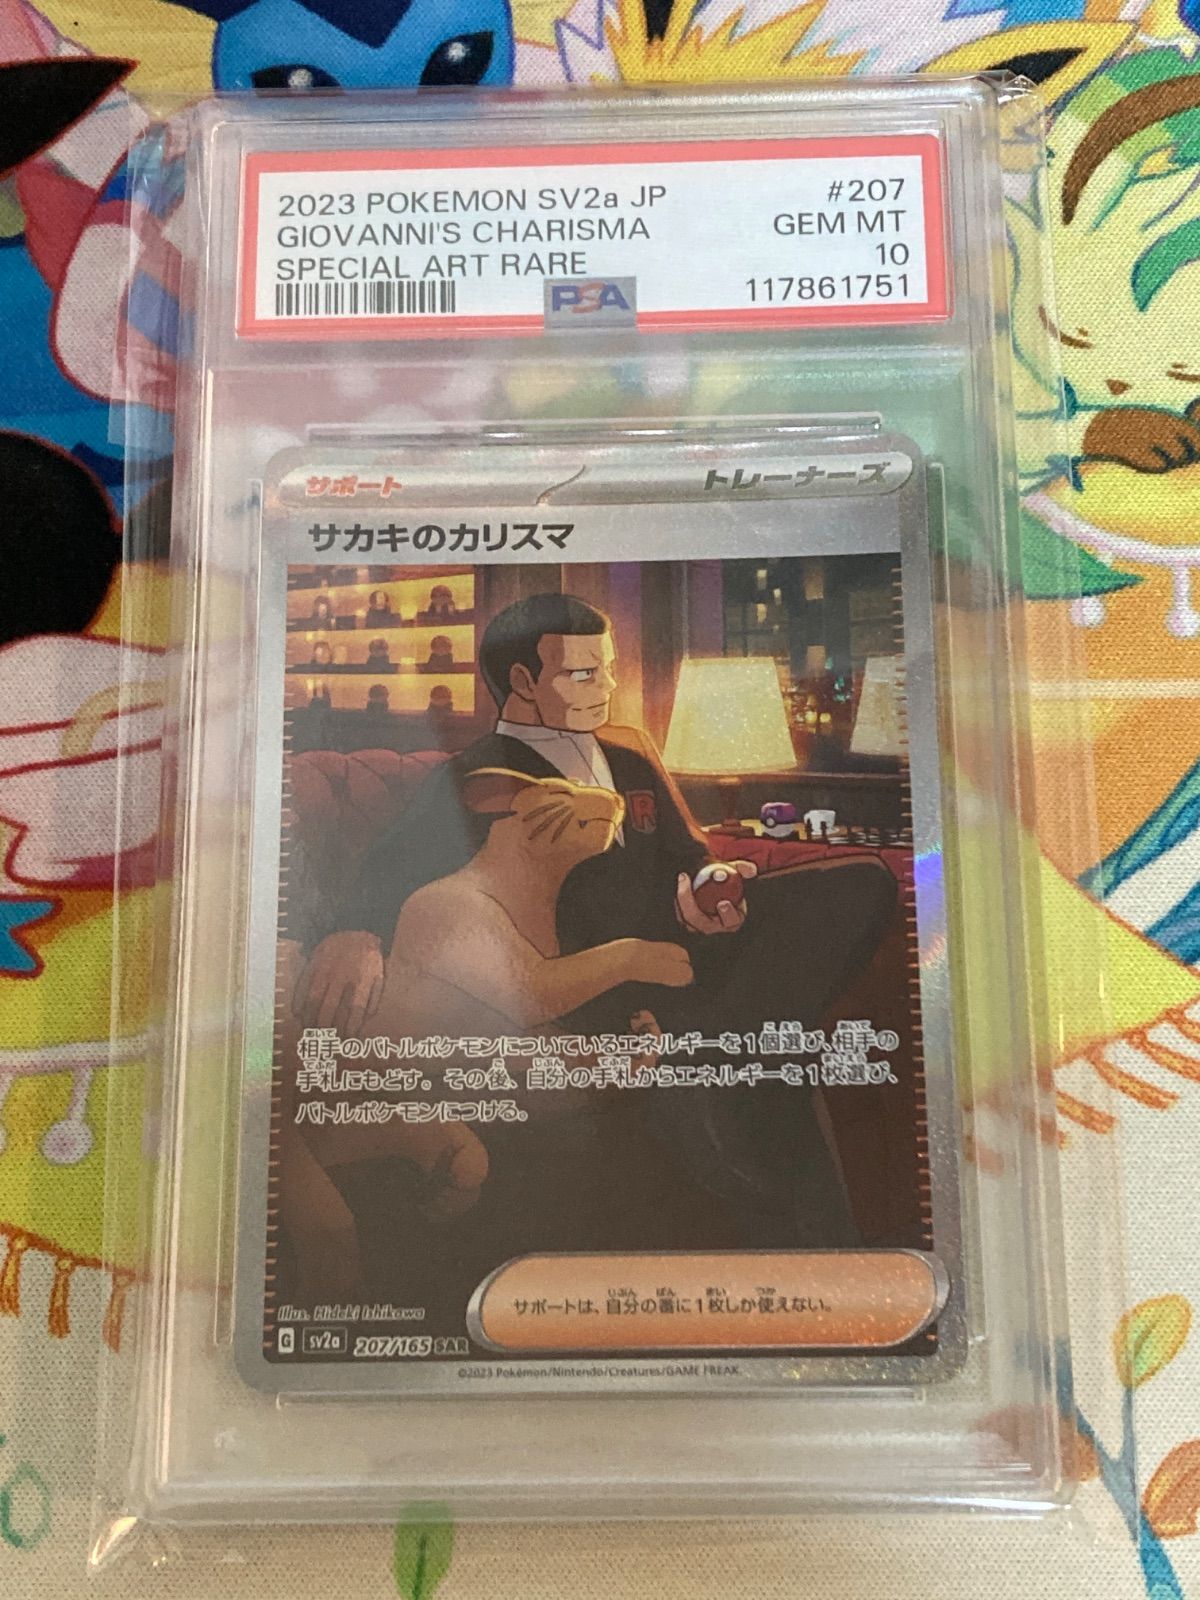 2023 POKEMON SV2a JP #207
GIOVANNI'S CHARISMA GEM MT
SPECIAL ART RARE 10
PSA 117861751
サポート トレーナーズ
サカキのカリスマ
R
相手のバトルポケモンについているエネルギーを1個選び、相手の
手札にもどす。その後、自分の手札からエネルギーを1枚選び、
バトルポケモンにつける。
サポートは、自分の番に1枚しか使えない。
Illus. Hideki Ishikawa
G sv2a 207/165 SAR
©2023 Pokémon/Nintendo/Creatures/GAME FREAK.